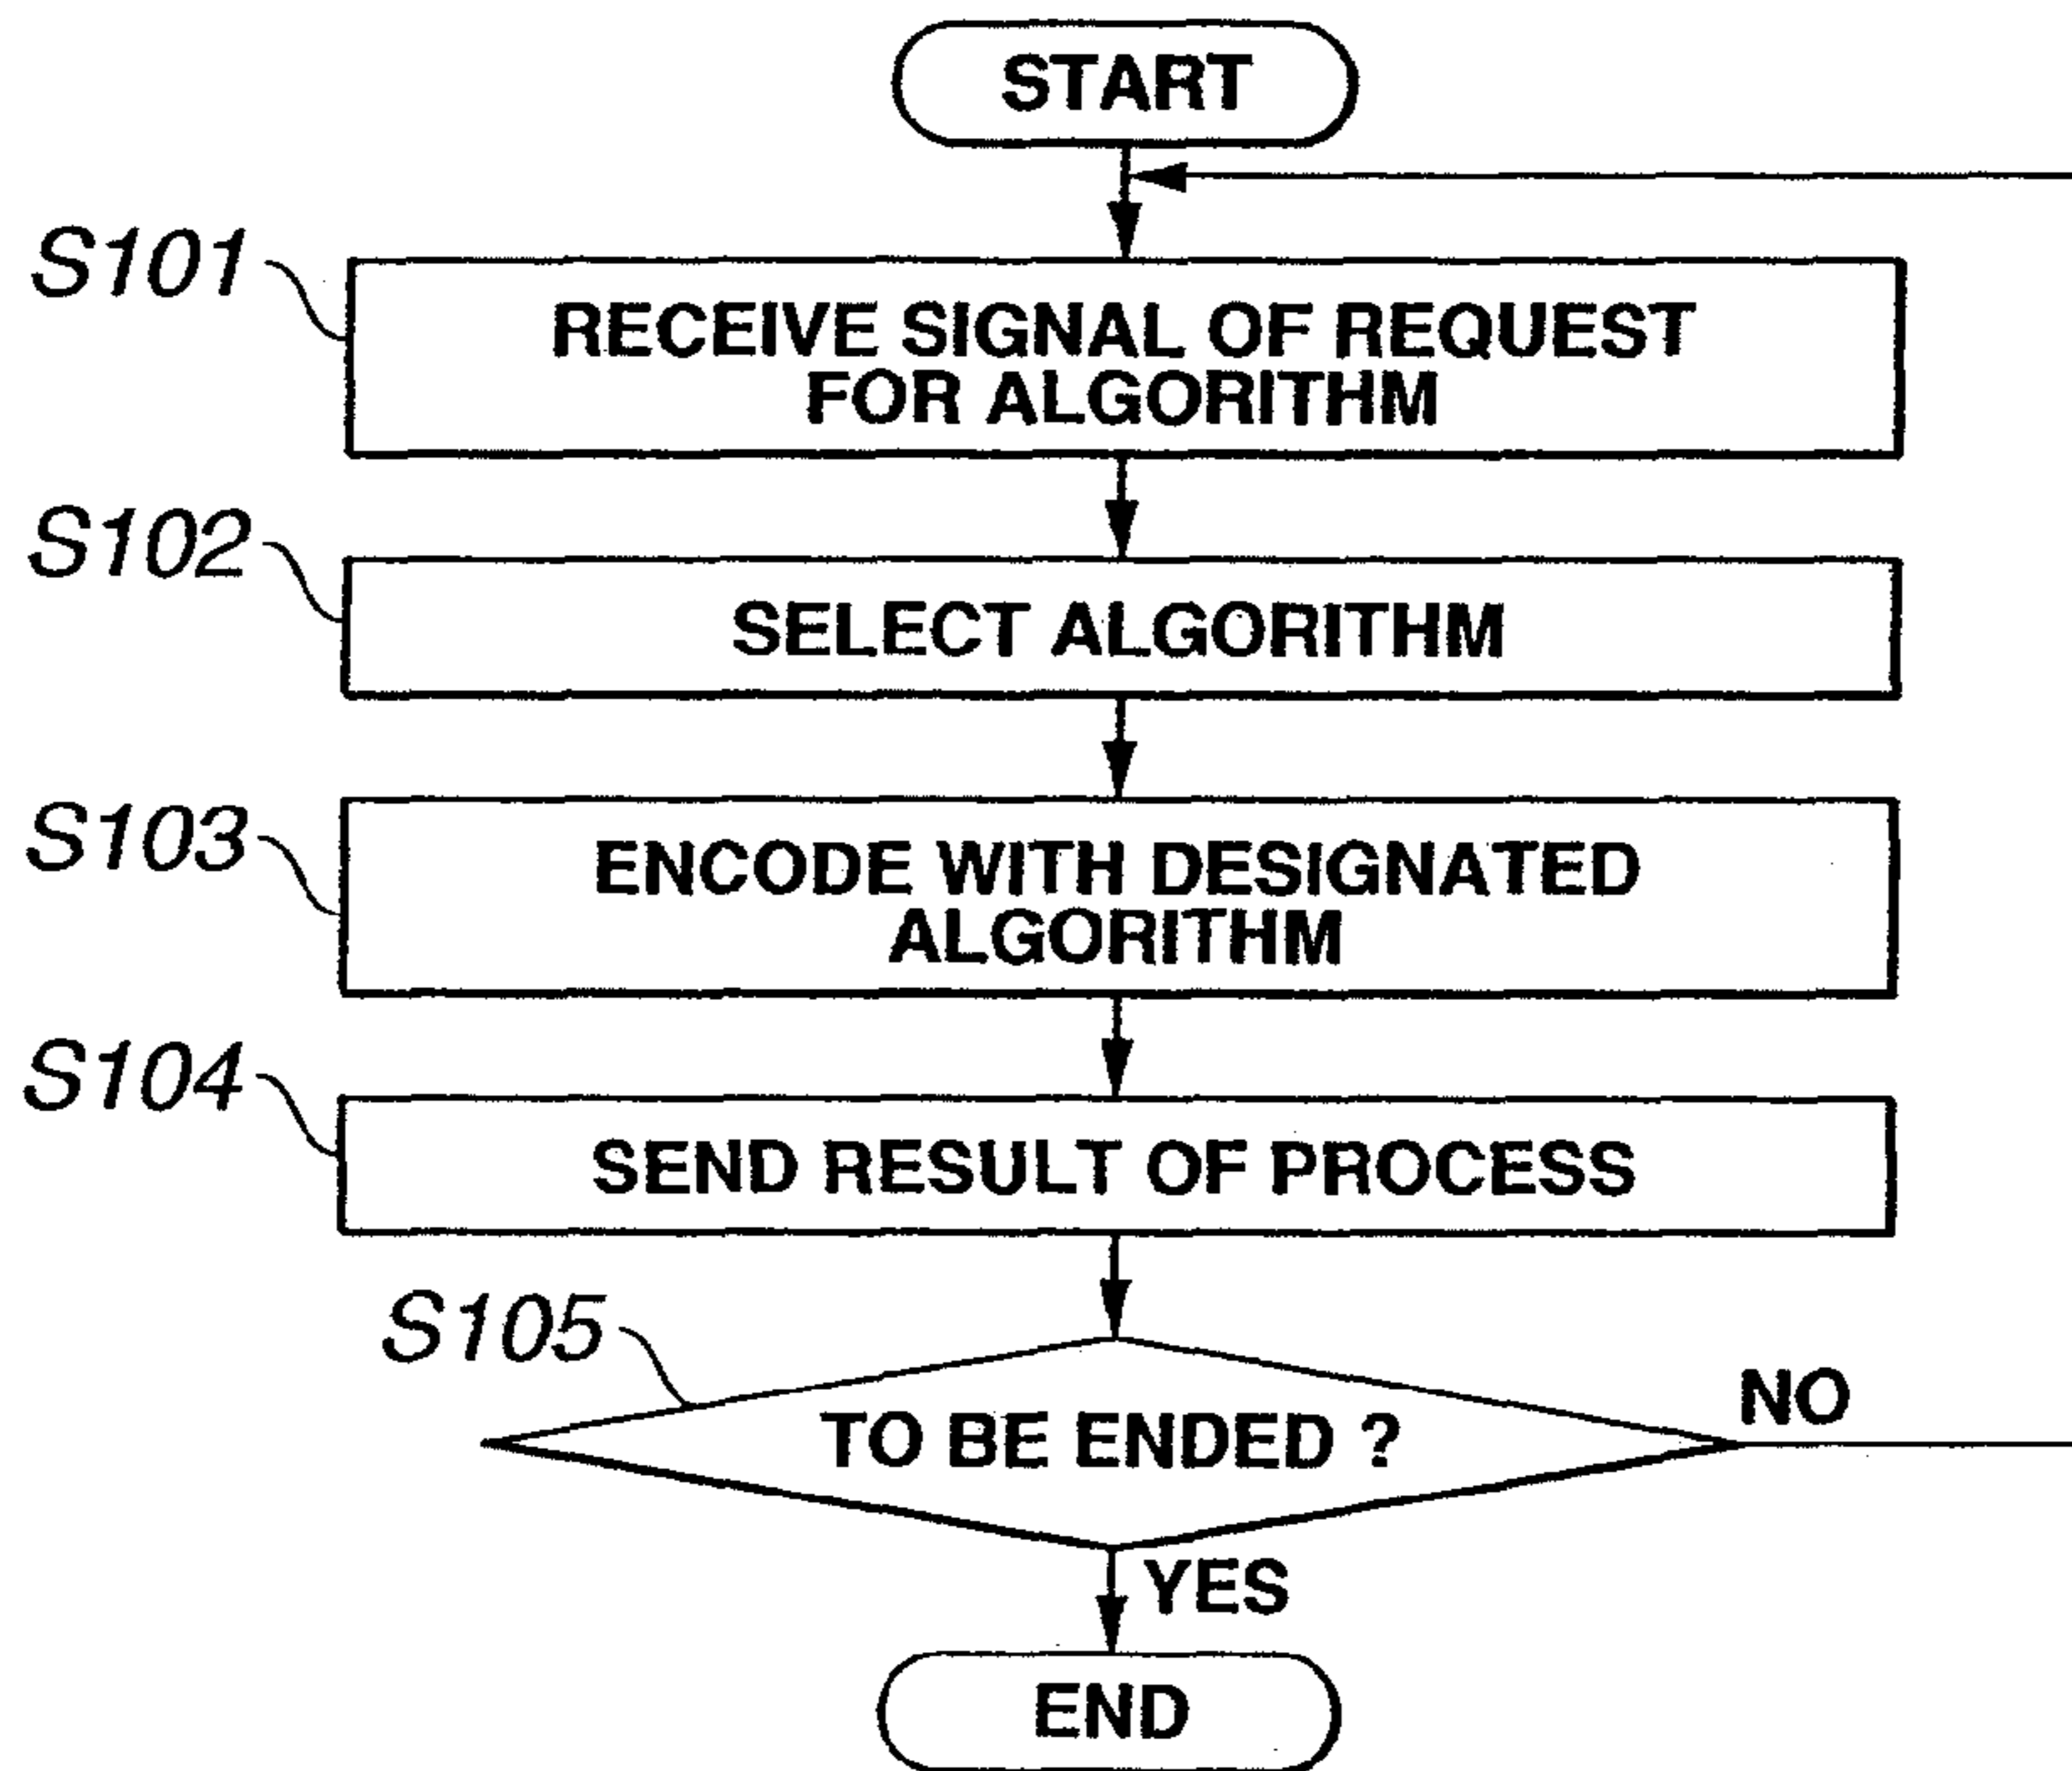 START
S101
RECEIVE SIGNAL OF REQUEST
FOR ALGORITHM
S102
SELECT ALGORITHM
S103
ENCODE WITH DESIGNATED
ALGORITHM
S104
SEND RESULT OF PROCESS
S105
TO BE ENDED ?
NO
YES
END